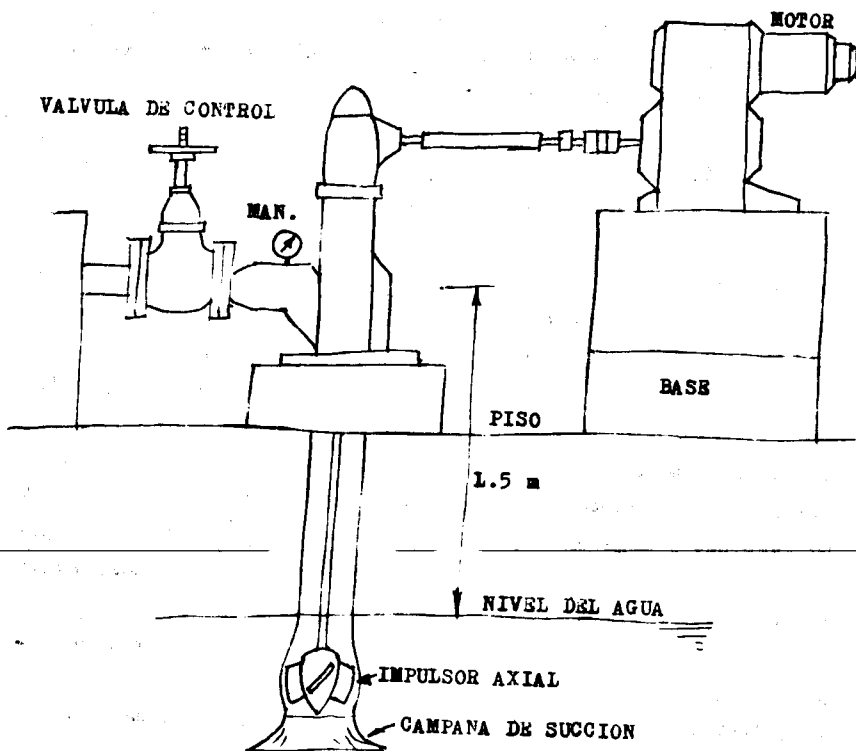 MOTOR
VALVULA DE CONTROL
MAN.
BASE
PISO
1.5 m
NIVEL DEL AGUA
IMPULSOR AXIAL
CAMPANA DE SUCCION